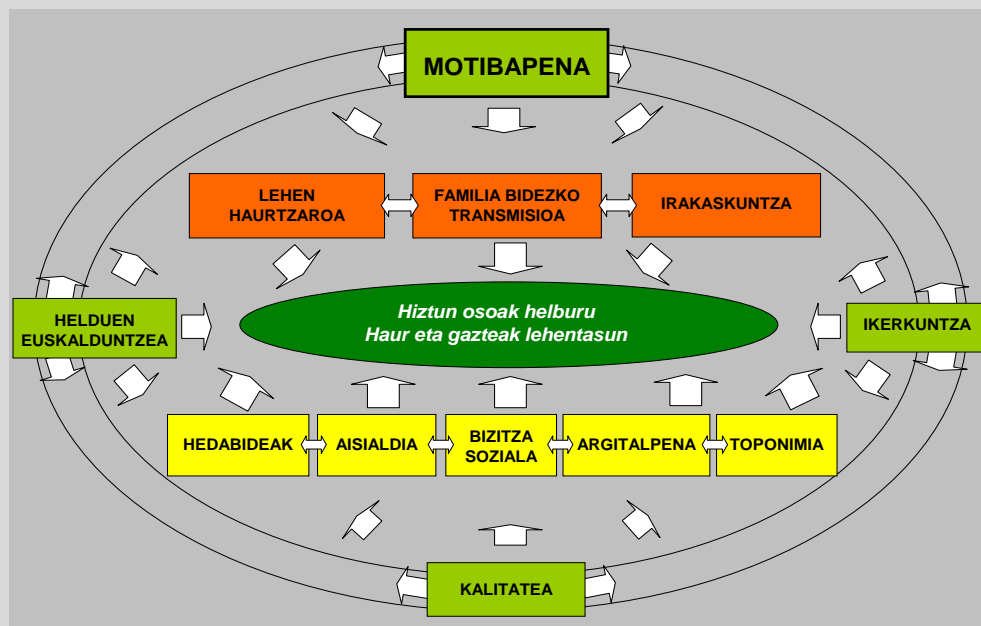 MOTIBAPENA
LEHEN
HAURTZAROA
FAMILIA BIDEZKO
TRANSMISIOA
IRAKASKUNTZA
HELDUEN
EUSKALDUNTZEA
Hiztun osoak helburu
Haur eta gazteak lehentasun
IKERKUNTZA
HEDABIDEAK
AISIALDIA
BIZITZA
SOZIALA
ARGITALPENA
TOPONIMIA
KALITATEA